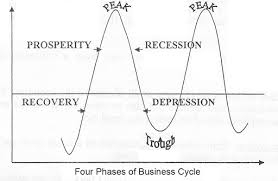 PEAK PEAK
PROSPERITY RECESSION
RECOVERY DEPRESSION
Trough
Four Phases of Business Cycle